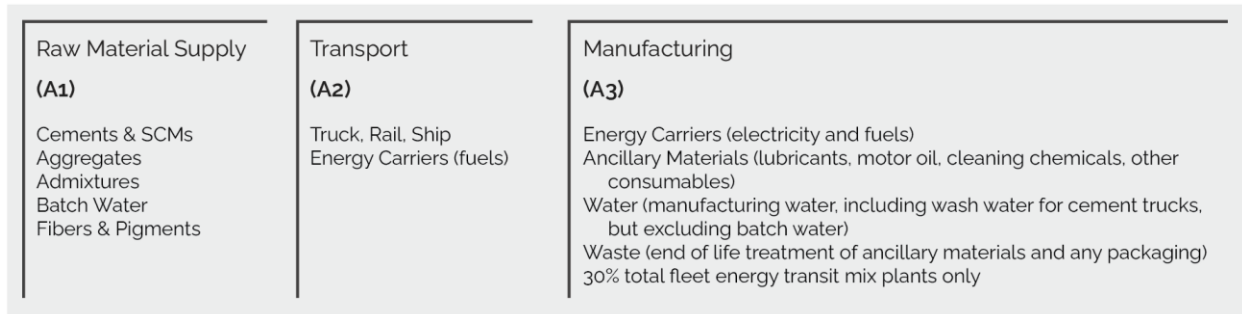 Raw Material Supply
(A1)
Cements & SCMs
Aggregates
Admixtures
Batch Water
Fibers & Pigments
Transport
(A2)
Truck, Rail, Ship
Energy Carriers (fuels)
Manufacturing
(A3)
Energy Carriers (electricity and fuels)
Ancillary Materials (lubricants, motor oil, cleaning chemicals, other
consumables)
Water (manufacturing water, including wash water for cement trucks,
but excluding batch water)
Waste (end of life treatment of ancillary materials and any packaging)
30% total fleet energy transit mix plants only